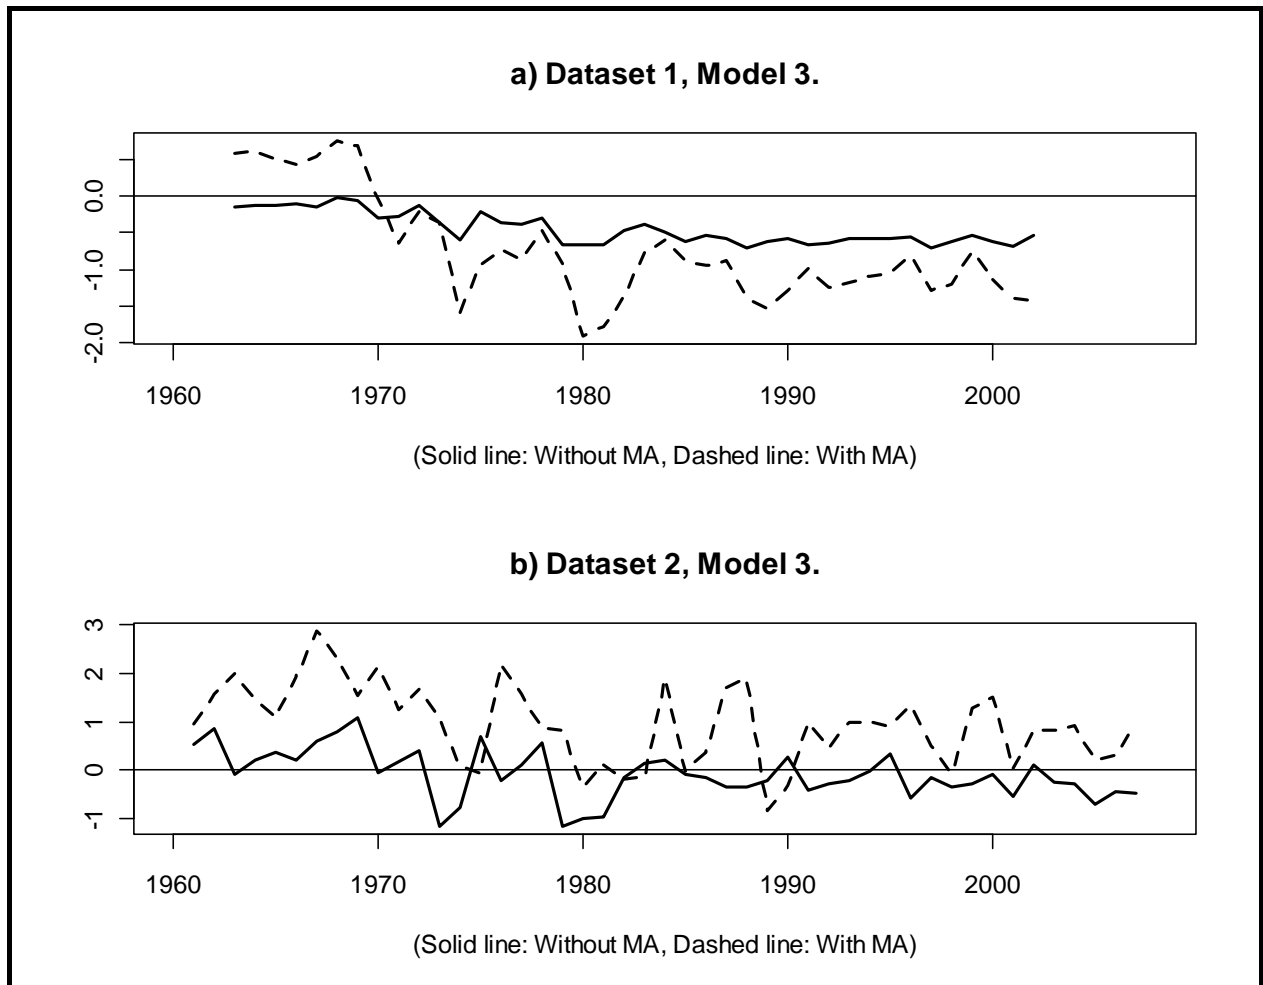 a) Dataset 1, Model 3.
0.0
-1.0
-2.0
1960 1970 1980 1990 2000
(Solid line: Without MA, Dashed line: With MA)
b) Dataset 2, Model 3.
3
2
1
0
-1
1960 1970 1980 1990 2000
(Solid line: Without MA, Dashed line: With MA)